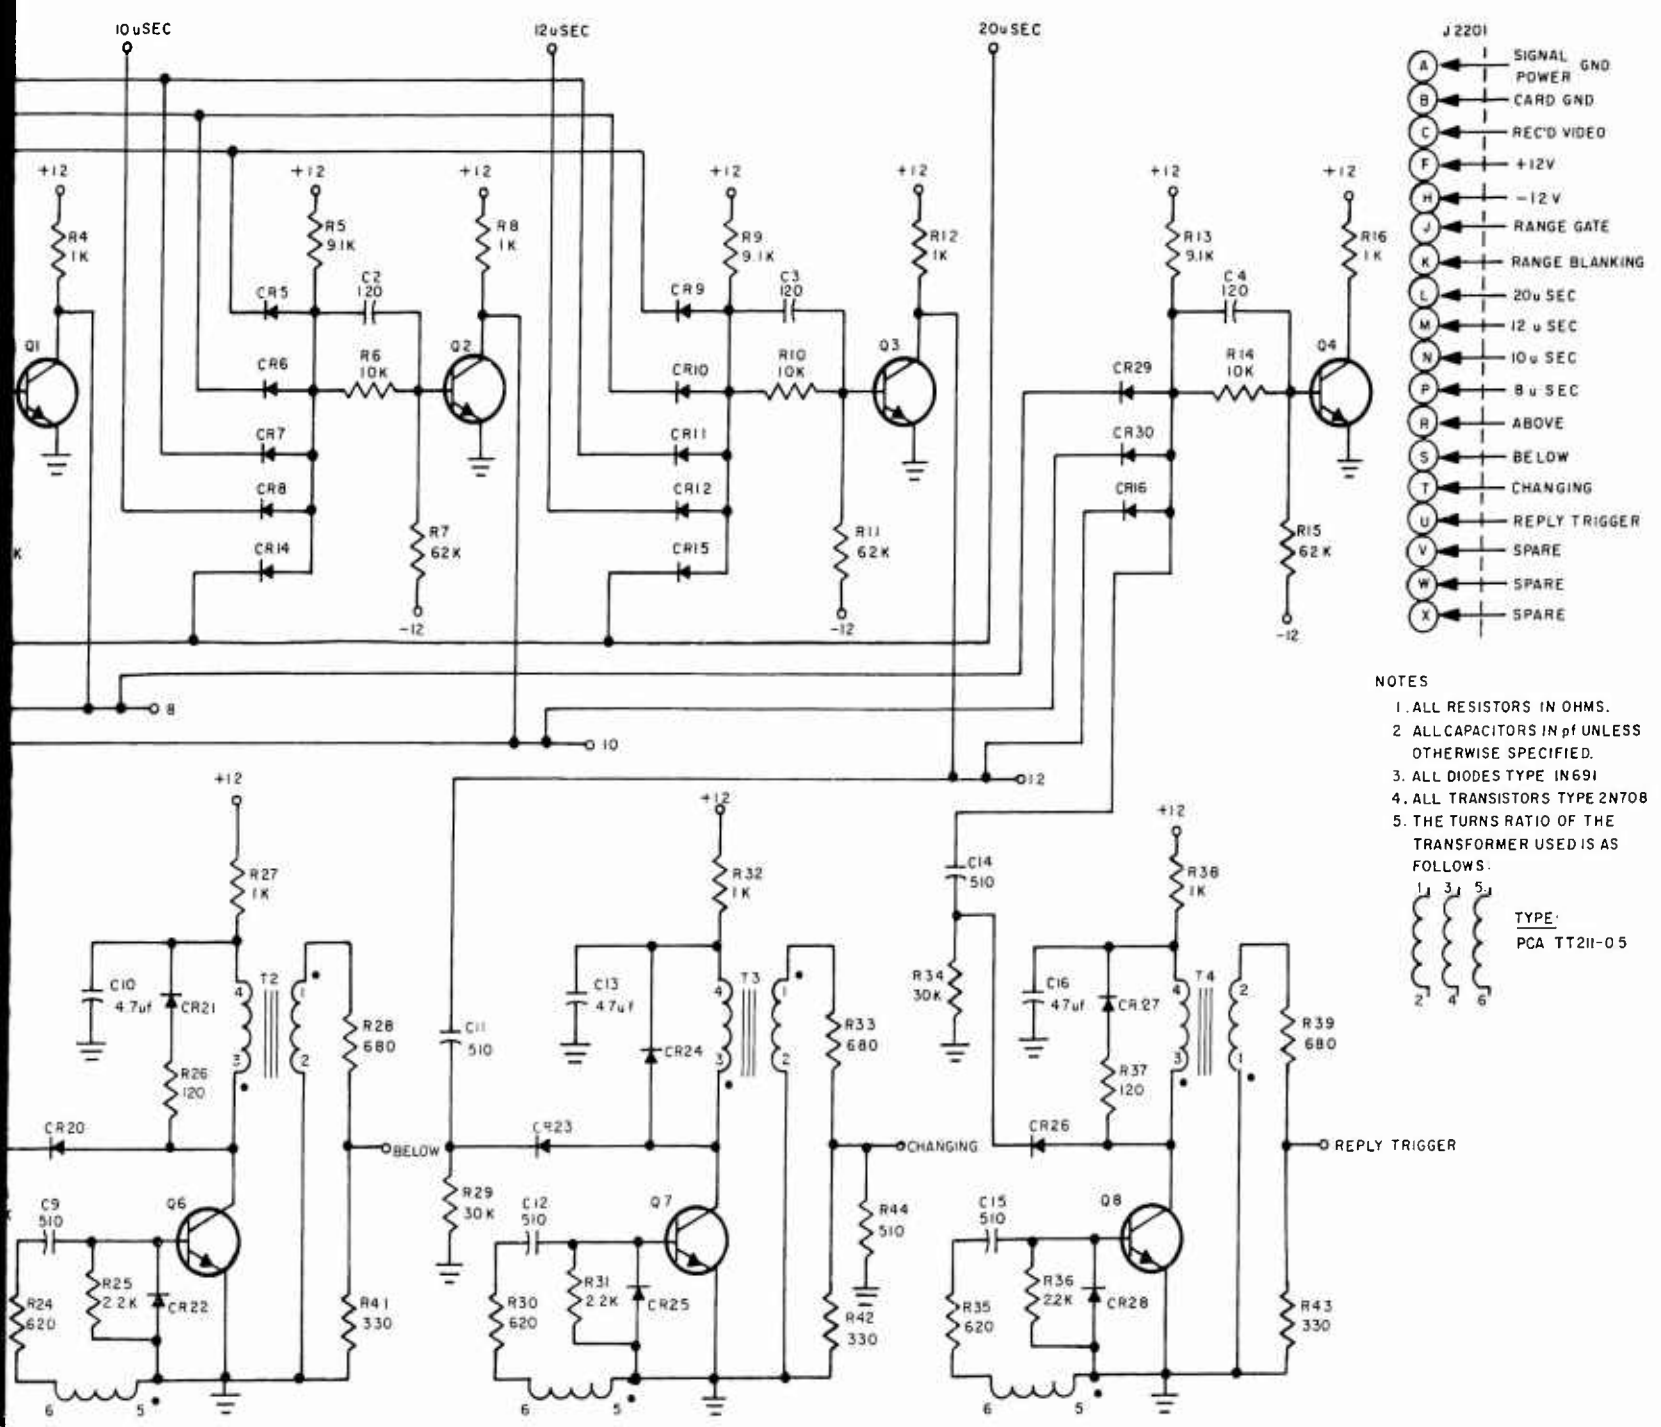 10uSEC
12uSEC
20uSEC
+12
R4
1K
Q1
K
+12
R5
9.1K
+12
R8
1K
CR5
C2
120
CR6
R6
10K
Q2
CR7
CR8
CR14
R7
62K
-12
+12
R9
9.1K
+12
R12
1K
CR9
C3
120
CR10
R10
10K
Q3
CR11
CR12
CR15
R11
62K
-12
+12
R13
9.1K
+12
R16
1K
C4
120
CR29
R14
10K
Q4
CR30
CR16
R15
62K
-12
8
10
12
J2201
A SIGNAL POWER GND
B CARD GND
C REC'D VIDEO
F +12V
H -12 V
J RANGE GATE
K RANGE BLANKING
L 20u SEC
M 12 u SEC
N 10u SEC
P 8 u SEC
R ABOVE
S BELOW
T CHANGING
U REPLY TRIGGER
V SPARE
W SPARE
X SPARE
NOTES
1. ALL RESISTORS IN OHMS.
2 ALL CAPACITORS IN pf UNLESS
OTHERWISE SPECIFIED.
3. ALL DIODES TYPE IN691
4. ALL TRANSISTORS TYPE 2N708
5. THE TURNS RATIO OF THE
TRANSFORMER USED IS AS
FOLLOWS:
1 3 5
2 4 6
TYPE:
PCA TT211-05
+12
R27
1K
C10
4.7uf
CR21
4 T2 1
3 2
R26
120
R28
680
CR20
BELOW
C9
510
Q6
R25
2.2K
CR22
R24
620
R41
330
6 5
+12
R32
1K
C11
510
C13
47uf
CR24
4 T3 1
3 2
R33
680
CR23
CHANGING
R29
30K
C12
510
Q7
R44
510
R31
2.2K
CR25
R30
620
R42
330
6 5
+12
R38
1K
C14
510
R34
30K
C16
47uf
CR27
4 T4 2
3 1
R37
120
R39
680
CR26
REPLY TRIGGER
C15
510
Q8
R36
22K
CR28
R35
620
R43
330
6 5